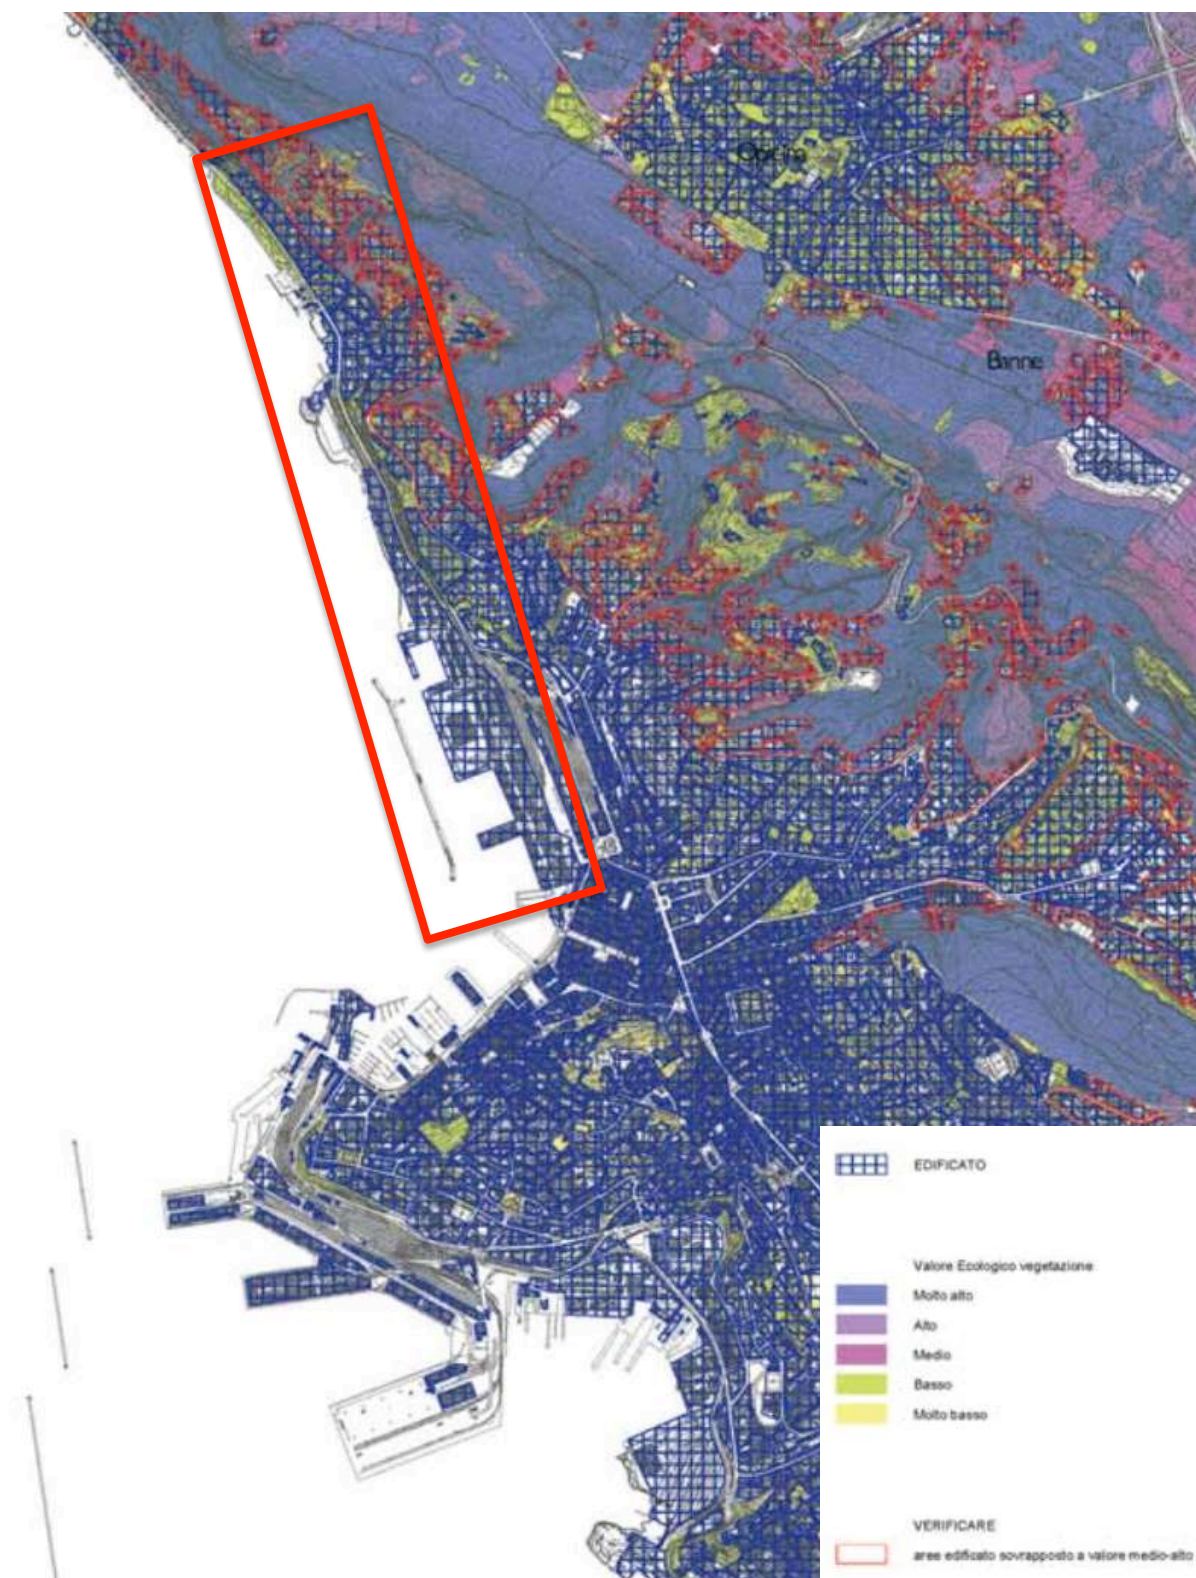 Opicina
Banne
EDIFICATO
Valore Ecologico vegetazione
Molto alto
Alto
Medio
Basso
Molto basso
VERIFICARE
aree edificato sovrapposto a valore medio-alto